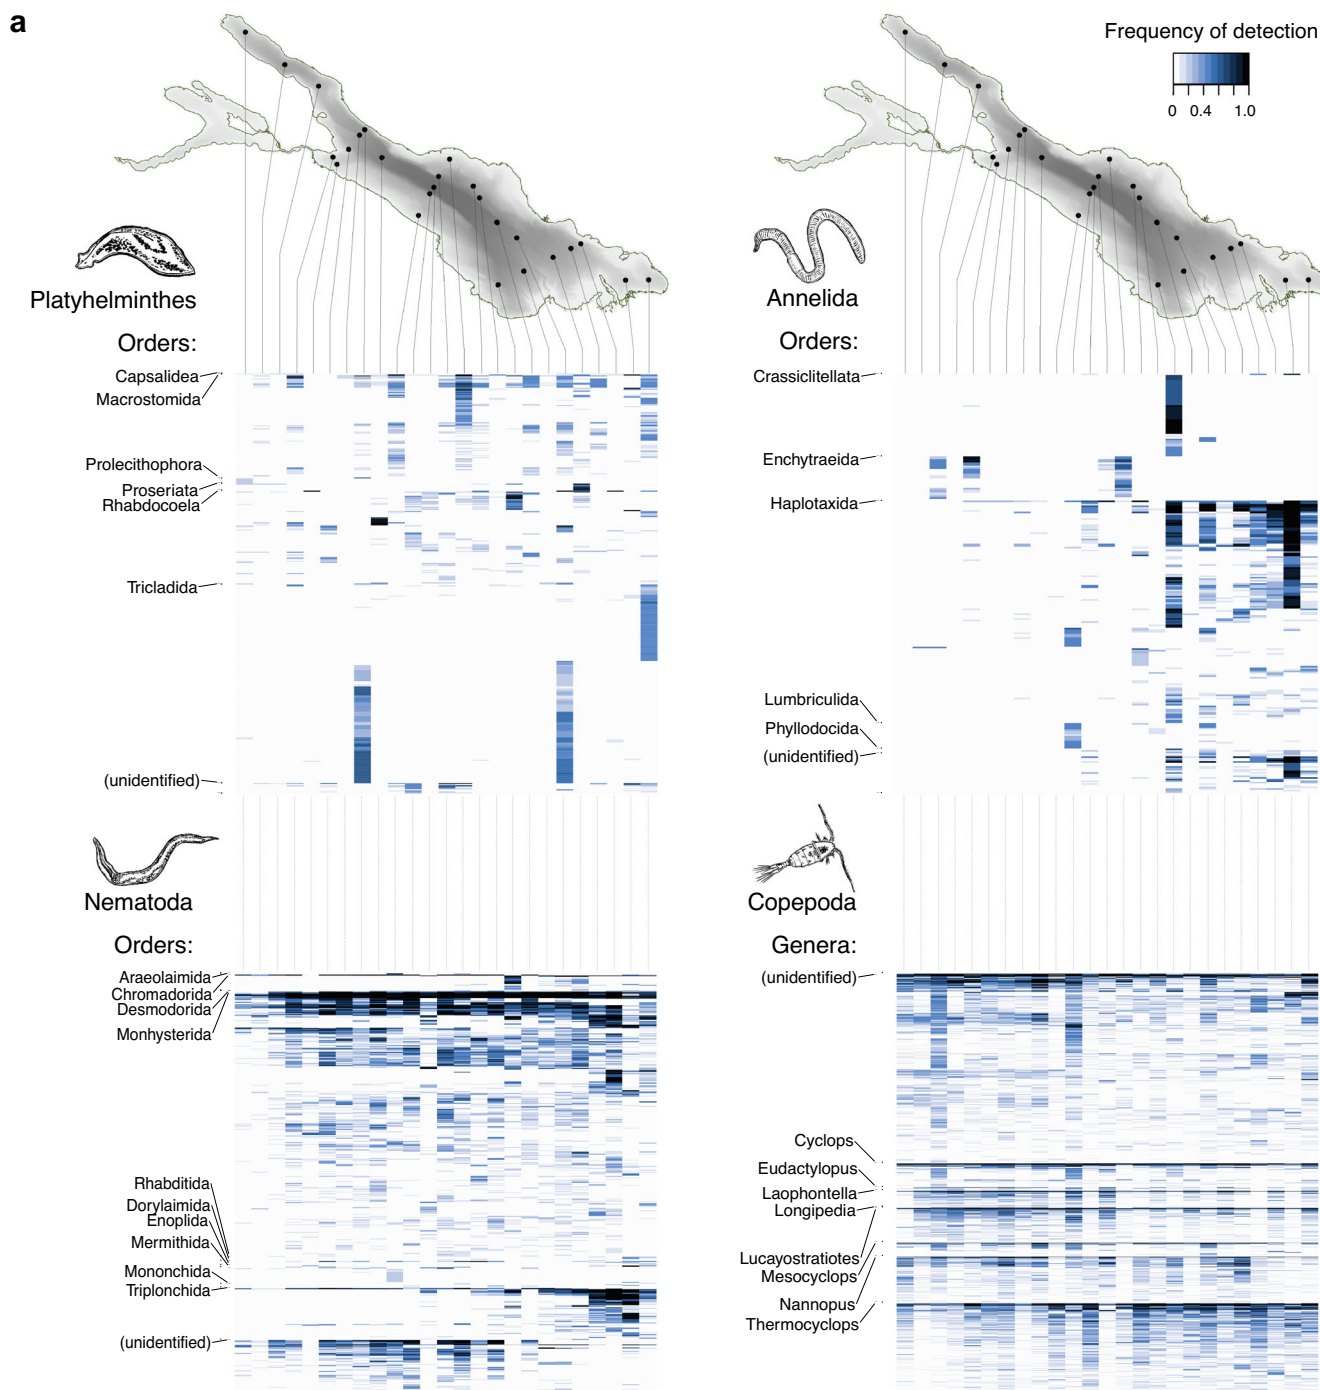 a
Frequency of detection
0 0.4 1.0
Platyhelminthes
Orders:
Capsalidea
Macrostomida
Prolecithophora
Proseriata
Rhabdocoela
Tricladida
(unidentified)
Annelida
Orders:
Crassiclitellata
Enchytraeida
Haplotaxida
Lumbriculida
Phyllodocida
(unidentified)
Nematoda
Orders:
Araeolaimida
Chromadorida
Desmodorida
Monhysterida
Rhabditida
Dorylaimida
Enoplida
Mermithida
Mononchida
Triplonchida
(unidentified)
Copepoda
Genera:
(unidentified)
Cyclops
Eudactylopus
Laophontella
Longipedia
Lucayostratiotes
Mesocyclops
Nannopus
Thermocyclops